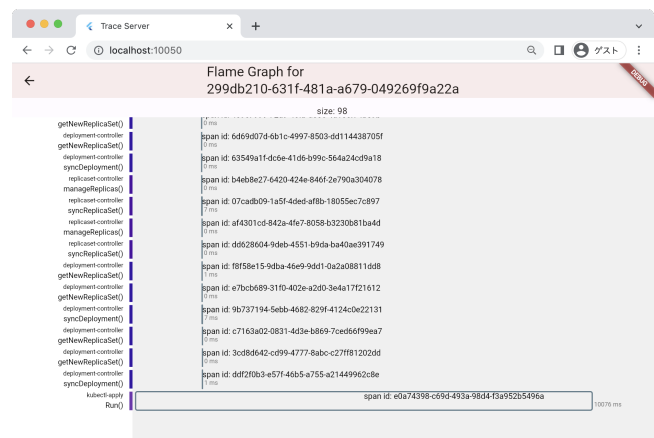 Trace Server
localhost:10050
ゲスト
DEBUG
Flame Graph for
299db210-631f-481a-a679-049269f9a22a
size: 98
getNewReplicaSet()
0 ms
deployment-controller
span id: 6d69d07d-6b1c-4997-8503-dd114438705f
getNewReplicaSet()
0 ms
deployment-controller
span id: 63549a1f-dc6e-41d6-b99c-564a24cd9a18
syncDeployment()
0 ms
replicaset-controller
span id: b4eb8e27-6420-424e-846f-2e790a304078
manageReplicas()
0 ms
replicaset-controller
span id: 07cadb09-1a5f-4ded-af8b-18055ec7c897
syncReplicaSet()
7 ms
replicaset-controller
span id: af4301cd-842a-4fe7-8058-b3230b81ba4d
manageReplicas()
0 ms
replicaset-controller
span id: dd628604-9deb-4551-b9da-ba40ae391749
syncReplicaSet()
0 ms
deployment-controller
span id: f8f58e15-9dba-46e9-9dd1-0a2a08811dd8
getNewReplicaSet()
1 ms
deployment-controller
span id: e7bcb689-31f0-402e-a2d0-3e4a17f21612
getNewReplicaSet()
0 ms
deployment-controller
span id: 9b737194-5ebb-4682-829f-4124c0e22131
syncDeployment()
7 ms
deployment-controller
span id: c7163a02-0831-4d3e-b869-7ced66f99ea7
getNewReplicaSet()
0 ms
deployment-controller
span id: 3cd8d642-cd99-4777-8abc-c27ff81202dd
getNewReplicaSet()
0 ms
deployment-controller
span id: ddf2f0b3-e57f-46b5-a755-a21449962c8e
syncDeployment()
1 ms
kubectl-apply
span id: e0a74398-c69d-493a-98d4-f3a952b5496a
Run()
10076 ms